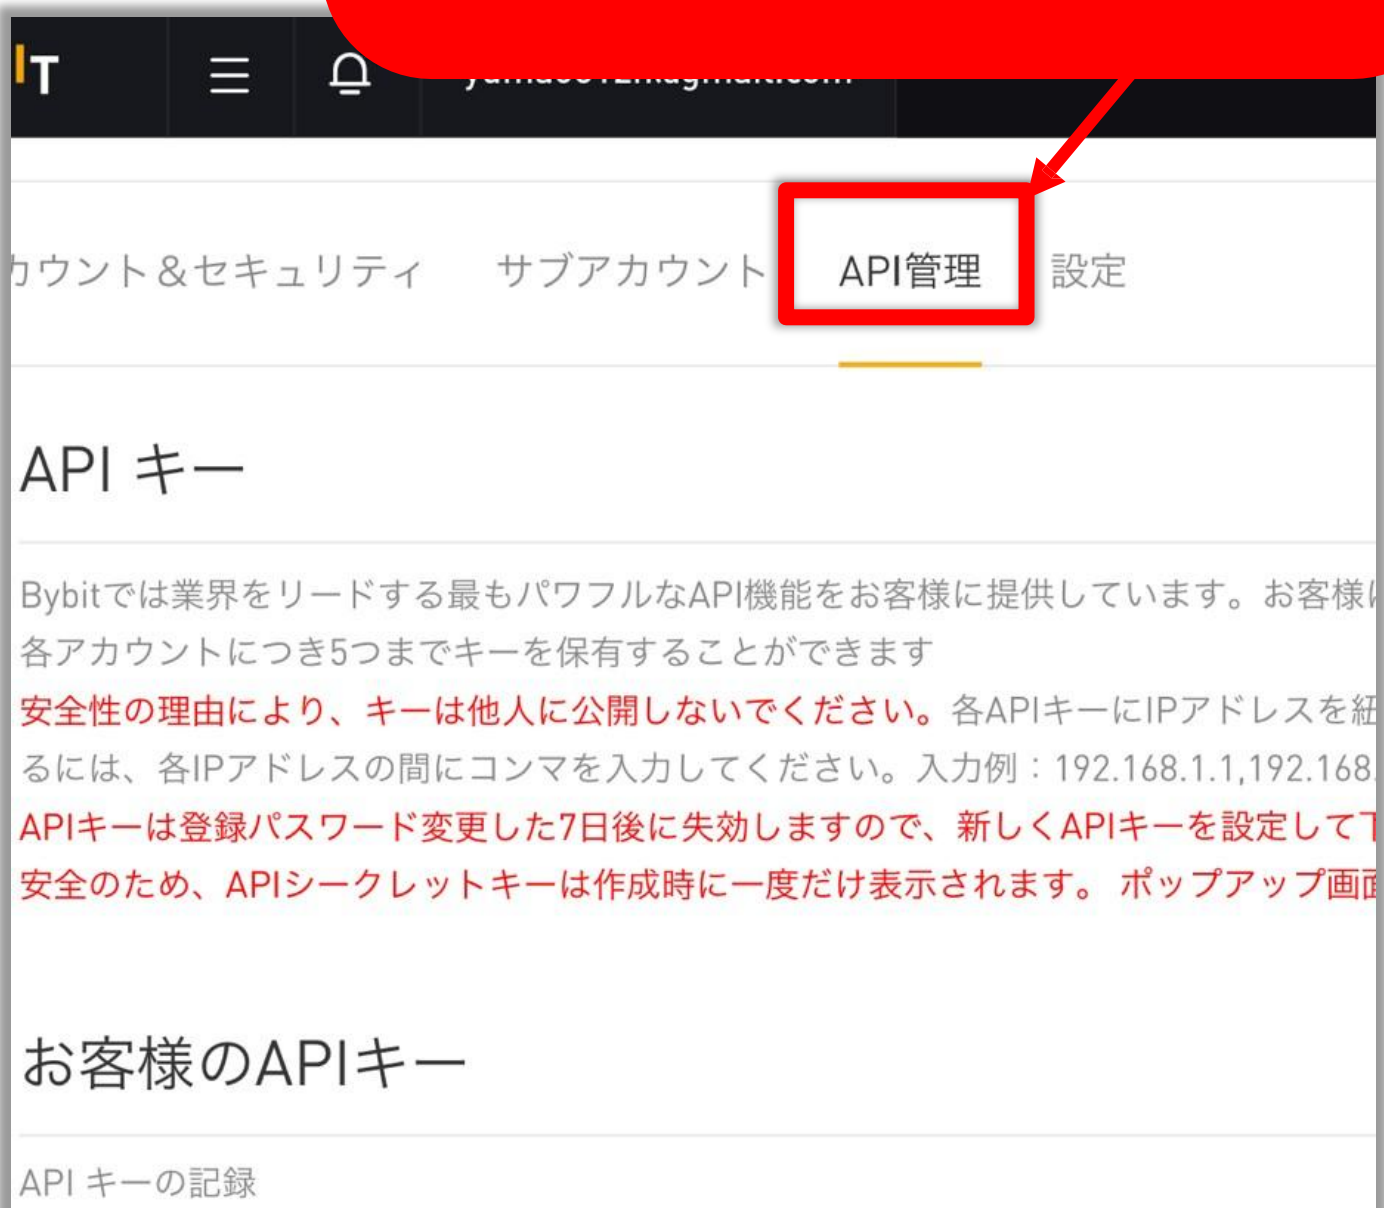 IT
カウント＆セキュリティ サブアカウント API管理 設定
API キー
Bybitでは業界をリードする最もパワフルなAPI機能をお客様に提供しています。お客様
各アカウントにつき5つまでキーを保有することができます
安全性の理由により、キーは他人に公開しないでください。各APIキーにIPアドレスを紐
るには、各IPアドレスの間にコンマを入力してください。入力例：192.168.1.1,192.168.
APIキーは登録パスワード変更した7日後に失効しますので、新しくAPIキーを設定して
安全のため、APIシークレットキーは作成時に一度だけ表示されます。 ポップアップ画面
お客様のAPIキー
API キーの記録